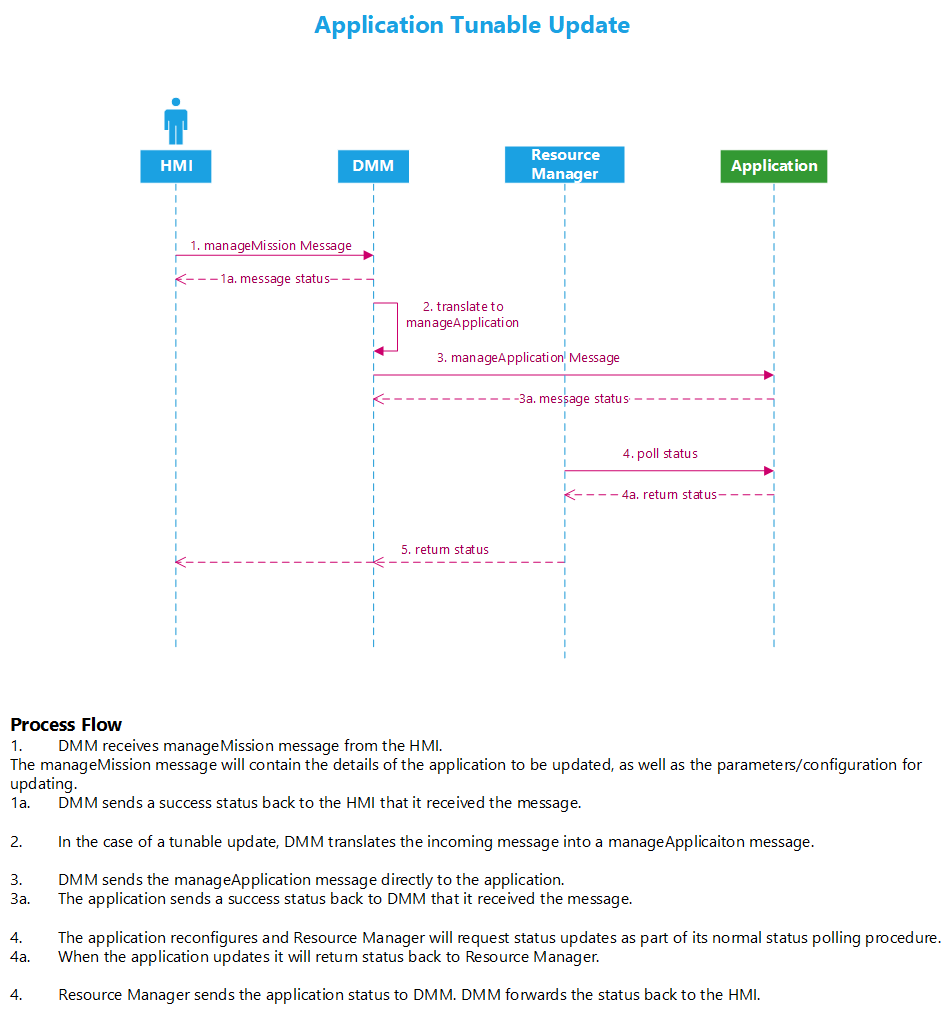 Application Tunable Update
HMI
DMM
Resource
Manager
Application
1. manageMission Message
1a. message status
2. translate to
manageApplication
3. manageApplication Message
3a. message status
4. poll status
4a. return status
5. return status
Process Flow
1. DMM receives manageMission message from the HMI.
The manageMission message will contain the details of the application to be updated, as well as the parameters/configuration for
updating.
1a. DMM sends a success status back to the HMI that it received the message.
2. In the case of a tunable update, DMM translates the incoming message into a manageApplicaiton message.
3. DMM sends the manageApplication message directly to the application.
3a. The application sends a success status back to DMM that it received the message.
4. The application reconfigures and Resource Manager will request status updates as part of its normal status polling procedure.
4a. When the application updates it will return status back to Resource Manager.
4. Resource Manager sends the application status to DMM. DMM forwards the status back to the HMI.